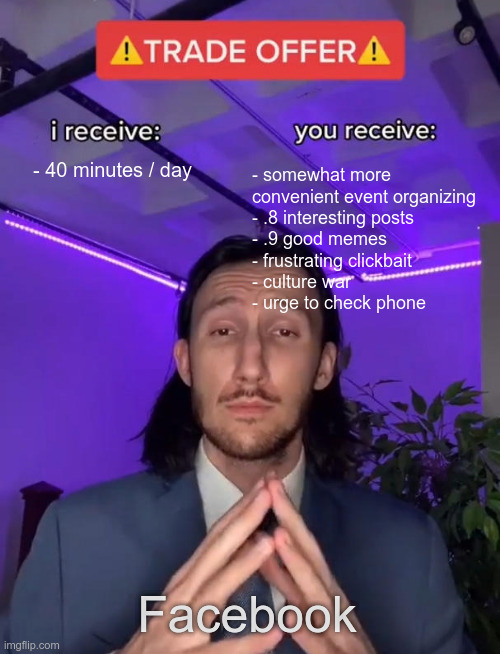 ⚠️TRADE OFFER⚠️
i receive:
you receive:
- 40 minutes / day
- somewhat more
convenient event organizing
- .8 interesting posts
- .9 good memes
- frustrating clickbait
- culture war
- urge to check phone
Facebook
imgflip.com